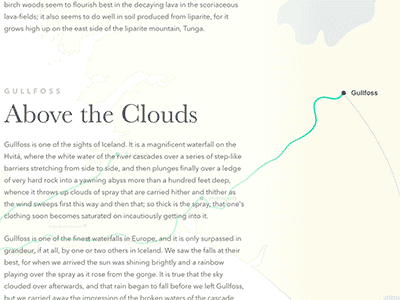 birch woods seem to flourish best in the decaying lava in the scoriaceous
lava-fields; it also seems to do well in soil produced from liparite, for it
grows high up on the east side of the liparite mountain, Tunga.
GULLFOSS
Above the Clouds
Gullfoss
Gullfoss is one of the sights of Iceland. It is a magnificent waterfall on the
Hvitá, where the white water of the river cascades over a series of step-like
barriers stretching from side to side, and then plunges finally over a ledge
of very hard rock into a yawning abyss more than a hundred feet deep,
whence it throws up clouds of spray that are carried hither and thither as
the wind sweeps first this way and then that; so thick is the spray, that one's
clothing soon becomes saturated on incautiously getting into it.
Gullfoss is one of the finest waterfalls in Europe, and it is only surpassed in
grandeur, if at all, by one or two others in Iceland. We saw the falls at their
best, for when we arrived the sun was shining brightly and a rainbow
playing over the spray as it rose from the gorge. It is true that the sky
clouded over afterwards, and that rain began to fall before we left Gullfoss,
but we carried away the impression of the broken waters of the cascade